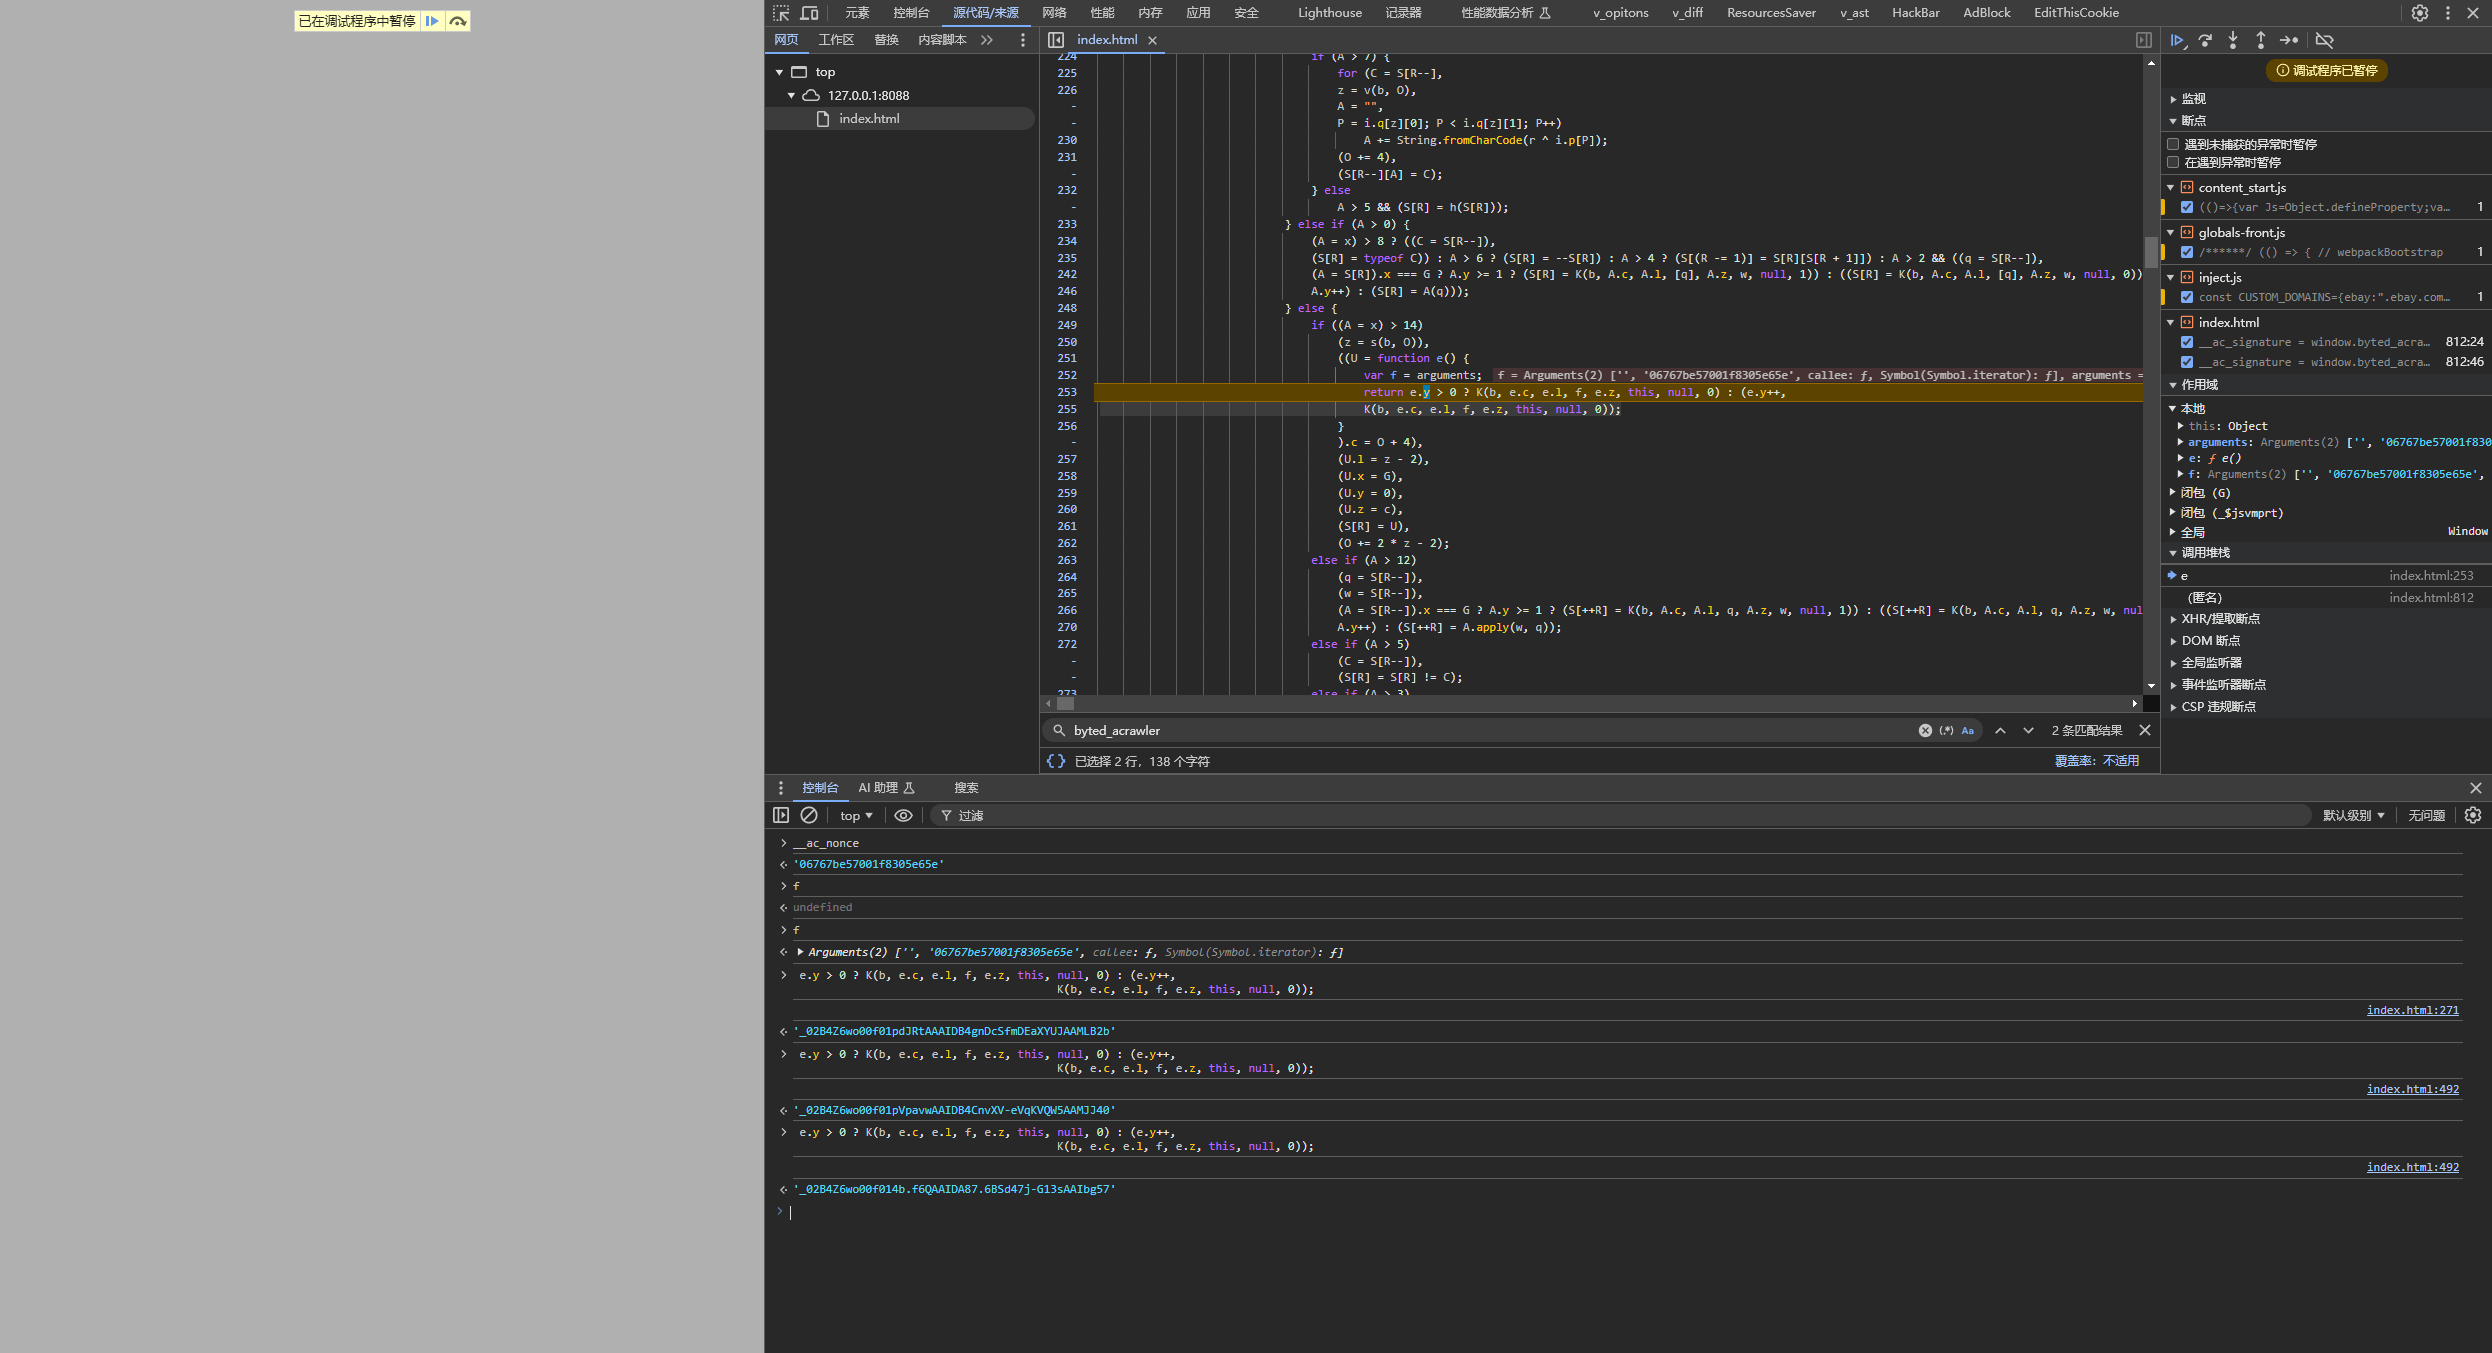 已在调试程序中暂停
元素 控制台 源代码/来源 网络 性能 内存 应用 安全 Lighthouse 记录器 性能数据分析 v_opitons v_diff ResourcesSaver v_ast HackBar AdBlock EditThisCookie
网页 工作区 替换 内容脚本
index.html
top
127.0.0.1:8088
index.html
224 if (A > 7) {
225 for (C = S[R--],
226 z = v(b, O),
- A = "",
- P = i.q[z][0]; P < i.q[z][1]; P++)
230 A += String.fromCharCode(r ^ i.p[P]);
231 (O += 4),
- (S[R--][A] = C);
232 } else
- A > 5 && (S[R] = h(S[R]));
233 } else if (A > 0) {
234 (A = x) > 8 ? ((C = S[R--]),
235 (S[R] = typeof C)) : A > 6 ? (S[R] = --S[R]) : A > 4 ? (S[(R -= 1)] = S[R][S[R + 1]]) : A > 2 && ((q = S[R--]),
242 (A = S[R]).x === G ? A.y >= 1 ? (S[R] = K(b, A.c, A.l, [q], A.z, w, null, 1)) : ((S[R] = K(b, A.c, A.l, [q], A.z, w, null, 0))
246 A.y++) : (S[R] = A(q)));
248 } else {
249 if ((A = x) > 14)
250 (z = s(b, O)),
251 ((U = function e() {
252 var f = arguments; f = Arguments(2) ['', '06767be57001f8305e65e', callee: ƒ, Symbol(Symbol.iterator): ƒ], arguments =
253 return e.y > 0 ? K(b, e.c, e.l, f, e.z, this, null, 0) : (e.y++,
255 K(b, e.c, e.l, f, e.z, this, null, 0));
256 }
- ).c = O + 4),
257 (U.l = z - 2),
258 (U.x = G),
259 (U.y = 0),
260 (U.z = c),
261 (S[R] = U),
262 (O += 2 * z - 2);
263 else if (A > 12)
264 (q = S[R--]),
265 (w = S[R--]),
266 (A = S[R--]).x === G ? A.y >= 1 ? (S[++R] = K(b, A.c, A.l, q, A.z, w, null, 1)) : ((S[++R] = K(b, A.c, A.l, q, A.z, w, nul
270 A.y++) : (S[++R] = A.apply(w, q));
272 else if (A > 5)
- (C = S[R--]),
- (S[R] = S[R] != C);
273 else if (A > 3)
byted_acrawler
2 条匹配结果
{} 已选择 2 行，138 个字符
覆盖率：不适用
调试程序已暂停
监视
断点
遇到未捕获的异常时暂停
在遇到异常时暂停
content_start.js
(()=>{var Js=Object.defineProperty;va… 1
globals-front.js
/******/ (() => { // webpackBootstrap 1
inject.js
const CUSTOM_DOMAINS={ebay:".ebay.com… 1
index.html
__ac_signature = window.byted_acra… 812:24
__ac_signature = window.byted_acra… 812:46
作用域
本地
this: Object
arguments: Arguments(2) ['', '06767be57001f830
e: ƒ e()
f: Arguments(2) ['', '06767be57001f8305e65e',
闭包 (G)
闭包 (_$jsvmprt)
全局 Window
调用堆栈
e index.html:253
(匿名) index.html:812
XHR/提取断点
DOM 断点
全局监听器
事件监听器断点
CSP 违规断点
控制台 AI 助理 搜索
top 过滤 默认级别 无问题
__ac_nonce
'06767be57001f8305e65e'
f
undefined
f
Arguments(2) ['', '06767be57001f8305e65e', callee: ƒ, Symbol(Symbol.iterator): ƒ]
e.y > 0 ? K(b, e.c, e.l, f, e.z, this, null, 0) : (e.y++,
K(b, e.c, e.l, f, e.z, this, null, 0));
index.html:271
'_02B4Z6wo00f01pdJRtAAAIDB4gnDcSfmDEaXYUJAAMLB2b'
e.y > 0 ? K(b, e.c, e.l, f, e.z, this, null, 0) : (e.y++,
K(b, e.c, e.l, f, e.z, this, null, 0));
index.html:492
'_02B4Z6wo00f01pVpavwAAIDB4CnvXV-eVqKVQW5AAMJJ40'
e.y > 0 ? K(b, e.c, e.l, f, e.z, this, null, 0) : (e.y++,
K(b, e.c, e.l, f, e.z, this, null, 0));
index.html:492
'_02B4Z6wo00f014b.f6QAAIDA87.6BSd47j-G13sAAIbg57'